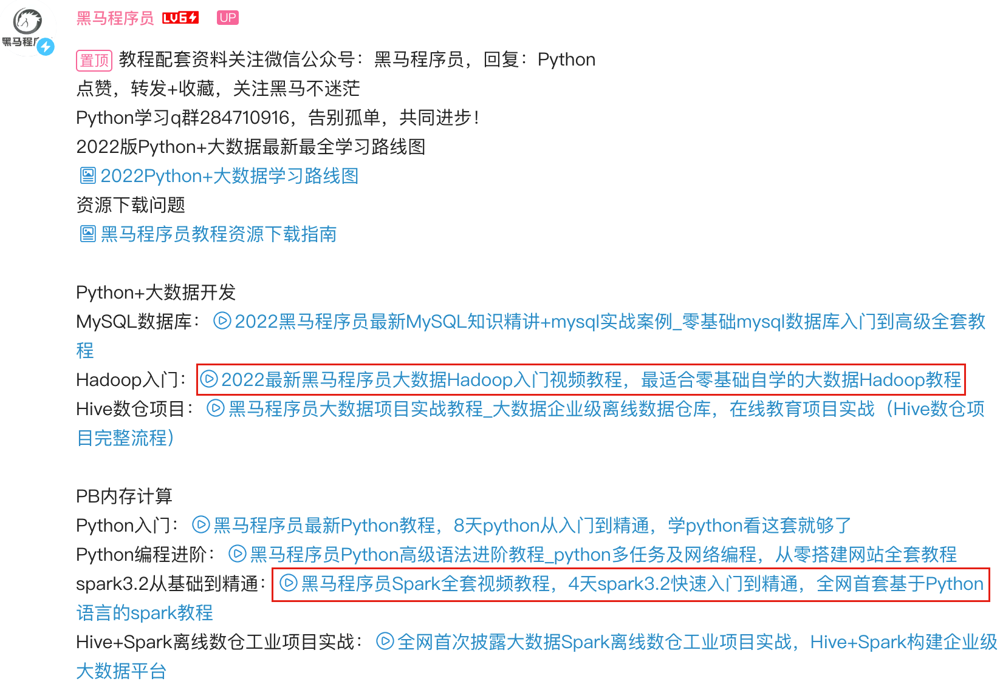 黑马程序员 LV6 UP
黑马程序
置顶 教程配套资料关注微信公众号：黑马程序员，回复：Python
点赞，转发+收藏，关注黑马不迷茫
Python学习q群284710916，告别孤单，共同进步！
2022版Python+大数据最新最全学习路线图
2022Python+大数据学习路线图
资源下载问题
黑马程序员教程资源下载指南
Python+大数据开发
MySQL数据库： 2022黑马程序员最新MySQL知识精讲+mysql实战案例_零基础mysql数据库入门到高级全套教
程
Hadoop入门： 2022最新黑马程序员大数据Hadoop入门视频教程，最适合零基础自学的大数据Hadoop教程
Hive数仓项目： 黑马程序员大数据项目实战教程_大数据企业级离线数据仓库，在线教育项目实战（Hive数仓项
目完整流程）
PB内存计算
Python入门： 黑马程序员最新Python教程，8天python从入门到精通，学python看这套就够了
Python编程进阶： 黑马程序员Python高级语法进阶教程_python多任务及网络编程，从零搭建网站全套教程
spark3.2从基础到精通： 黑马程序员Spark全套视频教程，4天spark3.2快速入门到精通，全网首套基于Python
语言的spark教程
Hive+Spark离线数仓工业项目实战： 全网首次披露大数据Spark离线数仓工业项目实战，Hive+Spark构建企业级
大数据平台